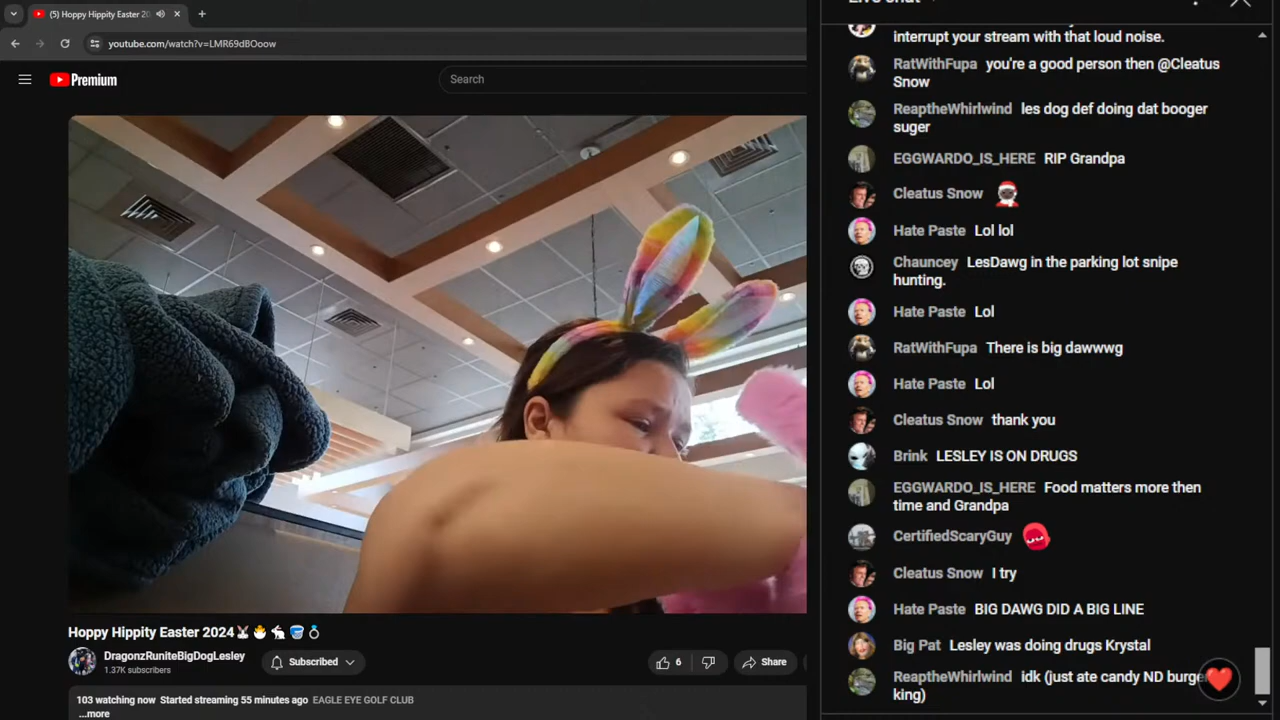 (5) Hoppy Hippity Easter 20
youtube.com/watch?v=LMR69dBOoow
Premium
Search
Hoppy Hippity Easter 2024🐰🐣🐇🪣💍
DragonzRuniteBigDogLesley
1.37K subscribers
Subscribed
6
Share
103 watching now Started streaming 55 minutes ago EAGLE EYE GOLF CLUB
...more
interrupt your stream with that loud noise.
RatWithFupa you're a good person then @Cleatus
Snow
ReaptheWhirlwind les dog def doing dat booger
suger
EGGWARDO_IS_HERE RIP Grandpa
Cleatus Snow
Hate Paste Lol lol
Chauncey LesDawg in the parking lot snipe
hunting.
Hate Paste Lol
RatWithFupa There is big dawwwg
Hate Paste Lol
Cleatus Snow thank you
Brink LESLEY IS ON DRUGS
EGGWARDO_IS_HERE Food matters more then
time and Grandpa
CertifiedScaryGuy
Cleatus Snow I try
Hate Paste BIG DAWG DID A BIG LINE
Big Pat Lesley was doing drugs Krystal
ReaptheWhirlwind idk (just ate candy ND burge
king)